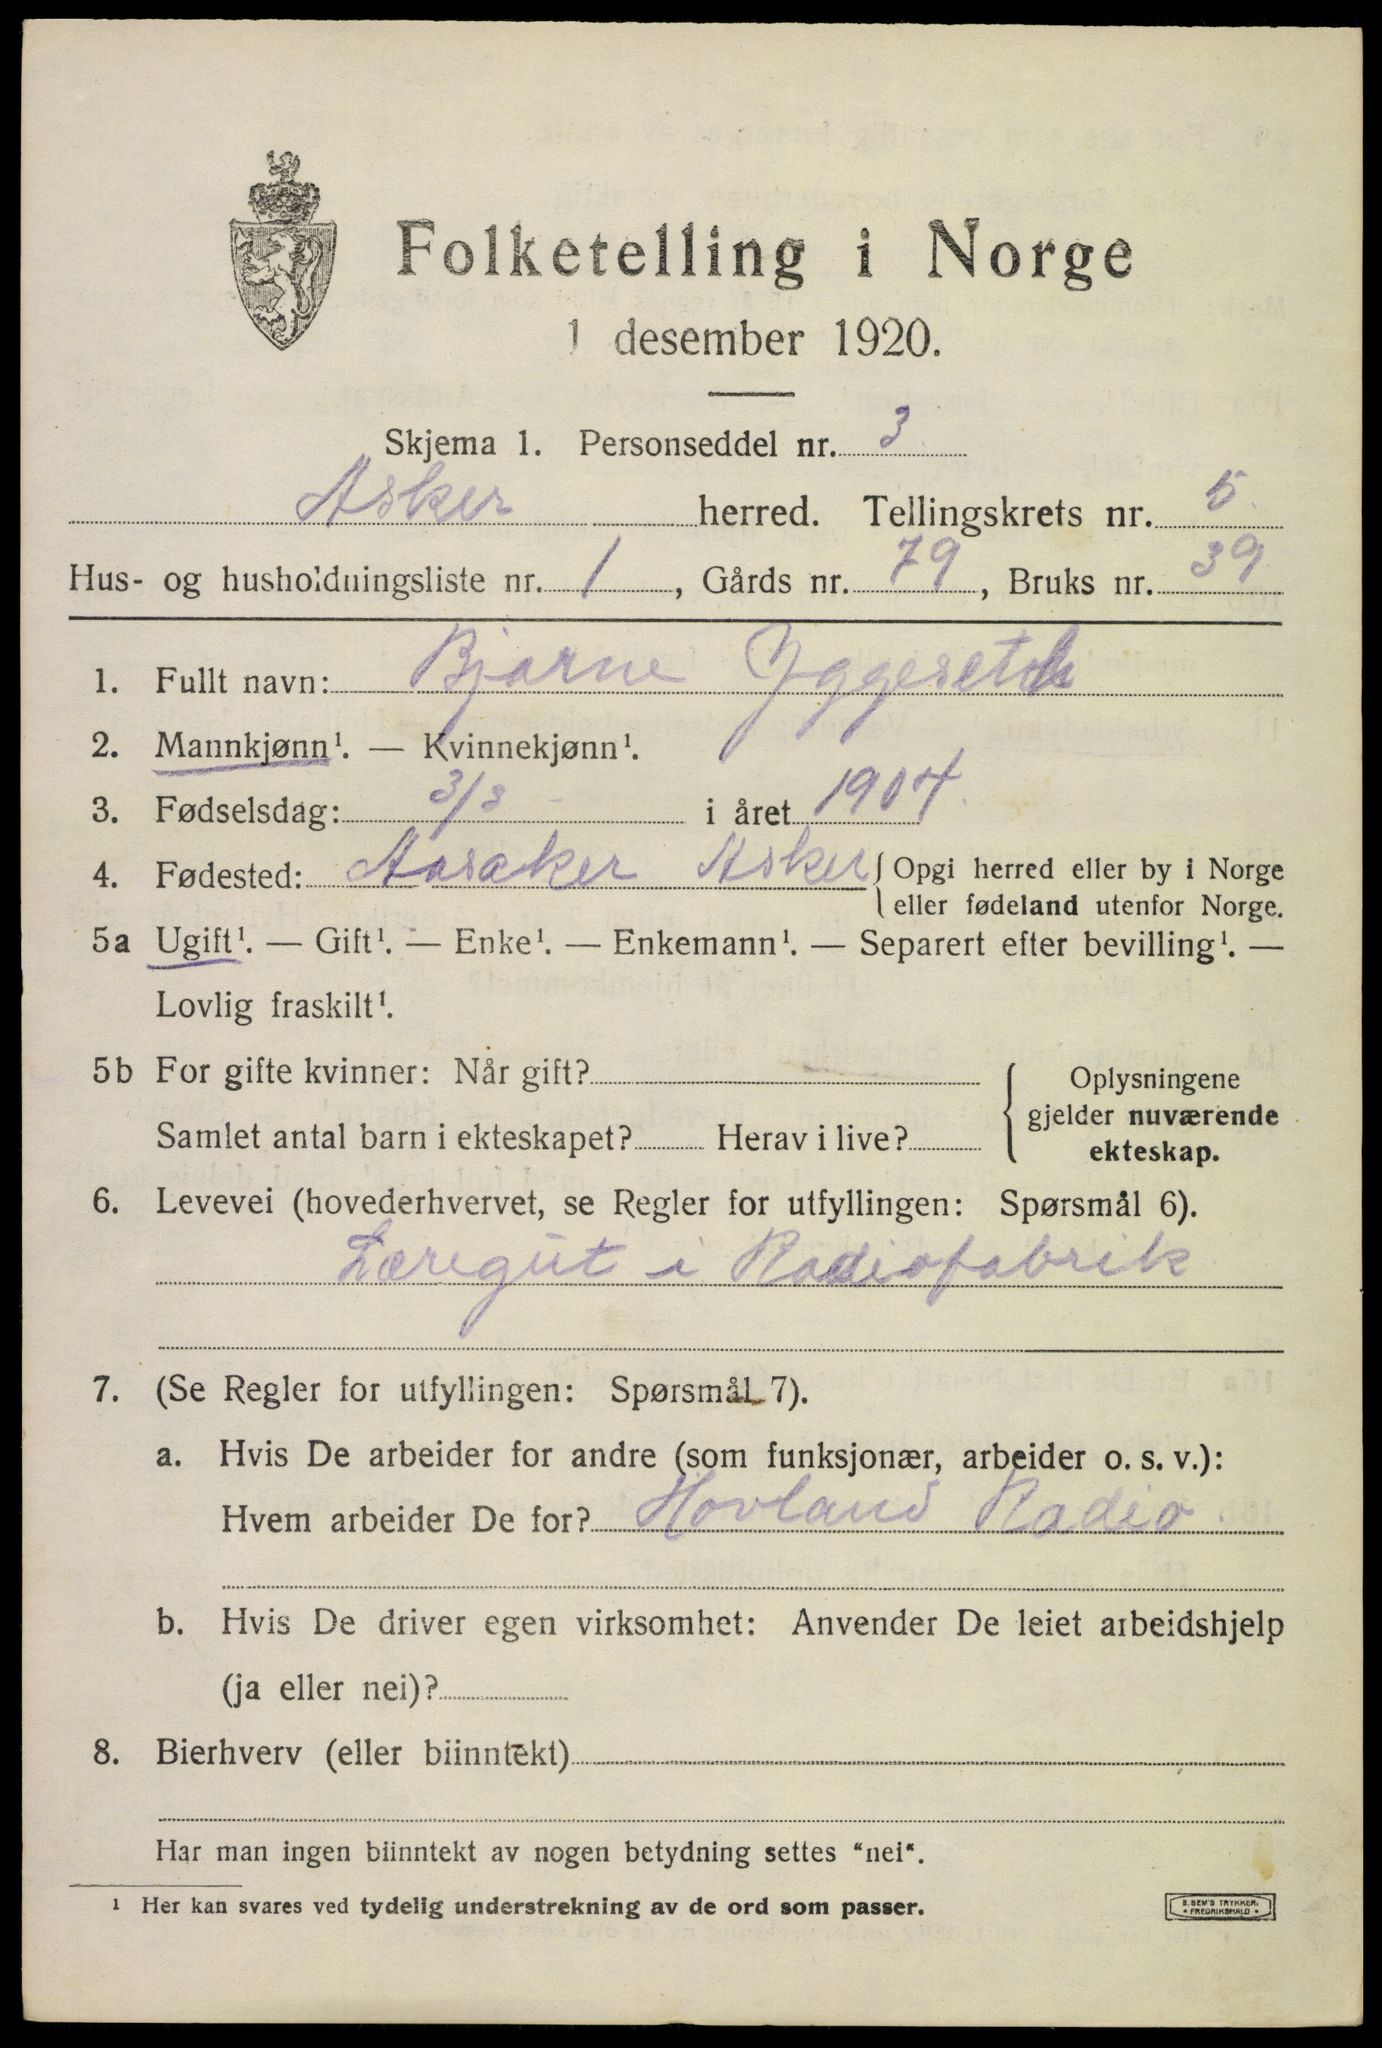 Folketelling i Norge
1 desember 1920.
Skjema 1. Personseddel nr. 3
Asker herred. Tellingskrets nr. 5
Hus- og husholdningsliste nr. 1, Gårds nr. 79, Bruks nr. 39
1. Fullt navn: Bjarne Yggeseth
2. Mannkjønn¹. — Kvinnekjønn¹.
3. Fødselsdag: 3/3 i året 1904
4. Fødested: Aasaker Asker { Opgi herred eller by i Norge
eller fødeland utenfor Norge.
5a Ugift¹. — Gift¹. — Enke¹. — Enkemann¹. — Separert efter bevilling¹. —
Lovlig fraskilt¹.
5b For gifte kvinner: Når gift?
Samlet antal barn i ekteskapet? Herav i live?
{ Oplysningene
gjelder nuværende
ekteskap.
6. Levevei (hovederhvervet, se Regler for utfyllingen: Spørsmål 6).
Læregut i Radiofabrik
7. (Se Regler for utfyllingen: Spørsmål 7).
a. Hvis De arbeider for andre (som funksjonær, arbeider o. s. v.):
Hvem arbeider De for? Hovland Radio
b. Hvis De driver egen virksomhet: Anvender De leiet arbeidshjelp
(ja eller nei)?
8. Bierhverv (eller biinntekt)
Har man ingen biinntekt av nogen betydning settes "nei".
¹ Her kan svares ved tydelig understrekning av de ord som passer.
FREDRIKSHALD